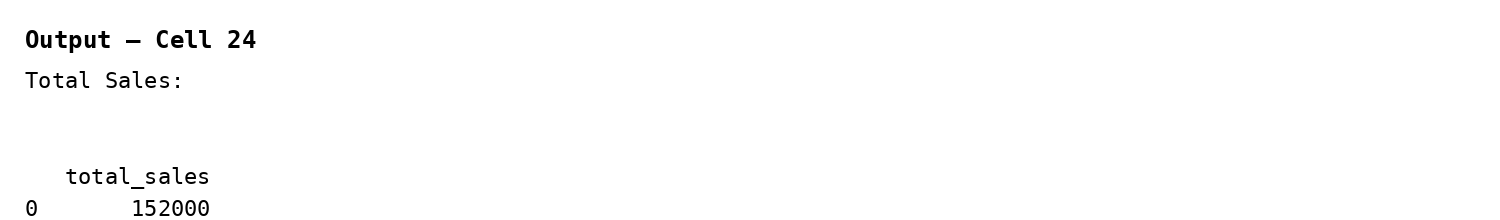 Output — Cell 24
Total Sales:
total_sales
0 152000